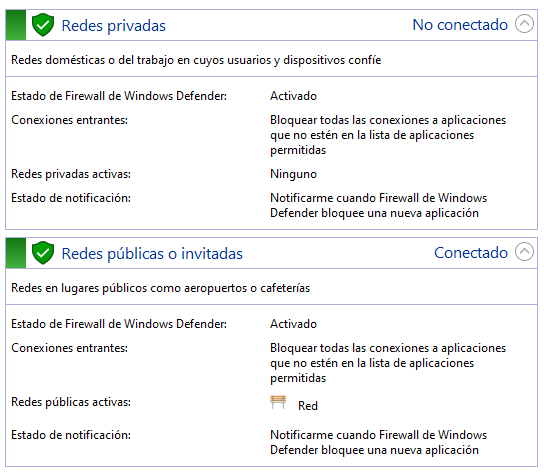 Redes privadas No conectado
Redes domésticas o del trabajo en cuyos usuarios y dispositivos confíe
Estado de Firewall de Windows Defender: Activado
Conexiones entrantes: Bloquear todas las conexiones a aplicaciones
que no estén en la lista de aplicaciones
permitidas
Redes privadas activas: Ninguno
Estado de notificación: Notificarme cuando Firewall de Windows
Defender bloquee una nueva aplicación
Redes públicas o invitadas Conectado
Redes en lugares públicos como aeropuertos o cafeterías
Estado de Firewall de Windows Defender: Activado
Conexiones entrantes: Bloquear todas las conexiones a aplicaciones
que no estén en la lista de aplicaciones
permitidas
Redes públicas activas: Red
Estado de notificación: Notificarme cuando Firewall de Windows
Defender bloquee una nueva aplicación